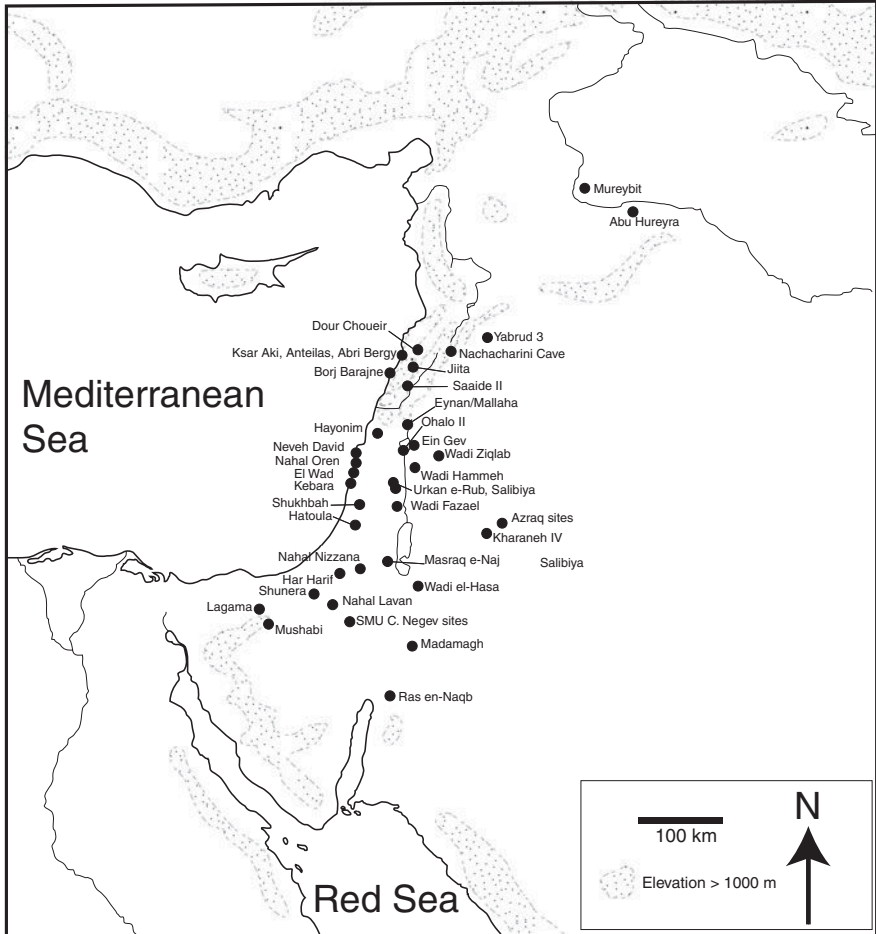 Mureybit
Abu Hureyra
Dour Choueir
Yabrud 3
Ksar Aki, Anteilas, Abri Bergy
Nachacharini Cave
Borj Barajne
Jiita
Saaide II
Mediterranean
Sea
Eynan/Mallaha
Hayonim
Ohalo II
Neveh David
Ein Gev
Nahal Oren
Wadi Ziqlab
El Wad
Wadi Hammeh
Kebara
Urkan e-Rub, Salibiya
Shukhbah
Wadi Fazael
Hatoula
Azraq sites
Kharaneh IV
Nahal Nizzana
Masraq e-Naj
Salibiya
Har Harif
Wadi el-Hasa
Shunera
Nahal Lavan
Lagama
SMU C. Negev sites
Mushabi
Madamagh
Ras en-Naqb
N
100 km
Elevation > 1000 m
Red Sea